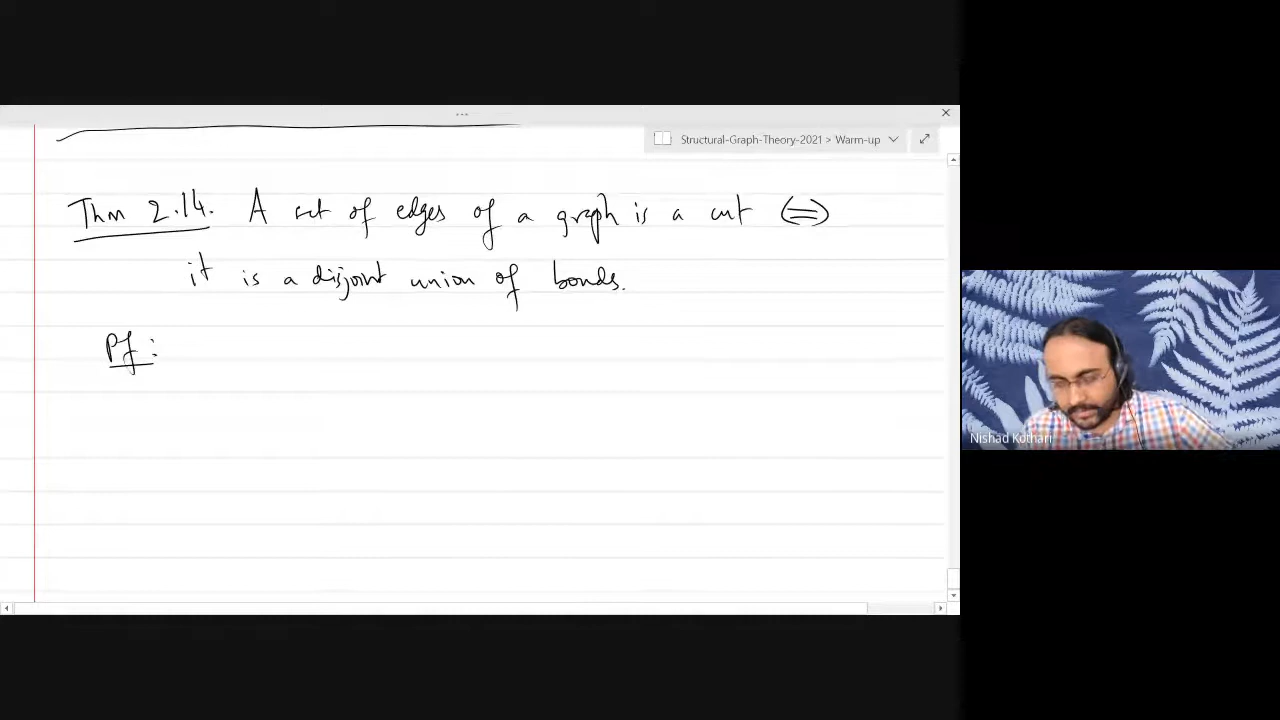 Structural-Graph-Theory-2021 > Warm-up
Thm 2.14. A set of edges of a graph is a cut ⟺
it is a disjoint union of bonds.
Pf:
Nishad Kothari